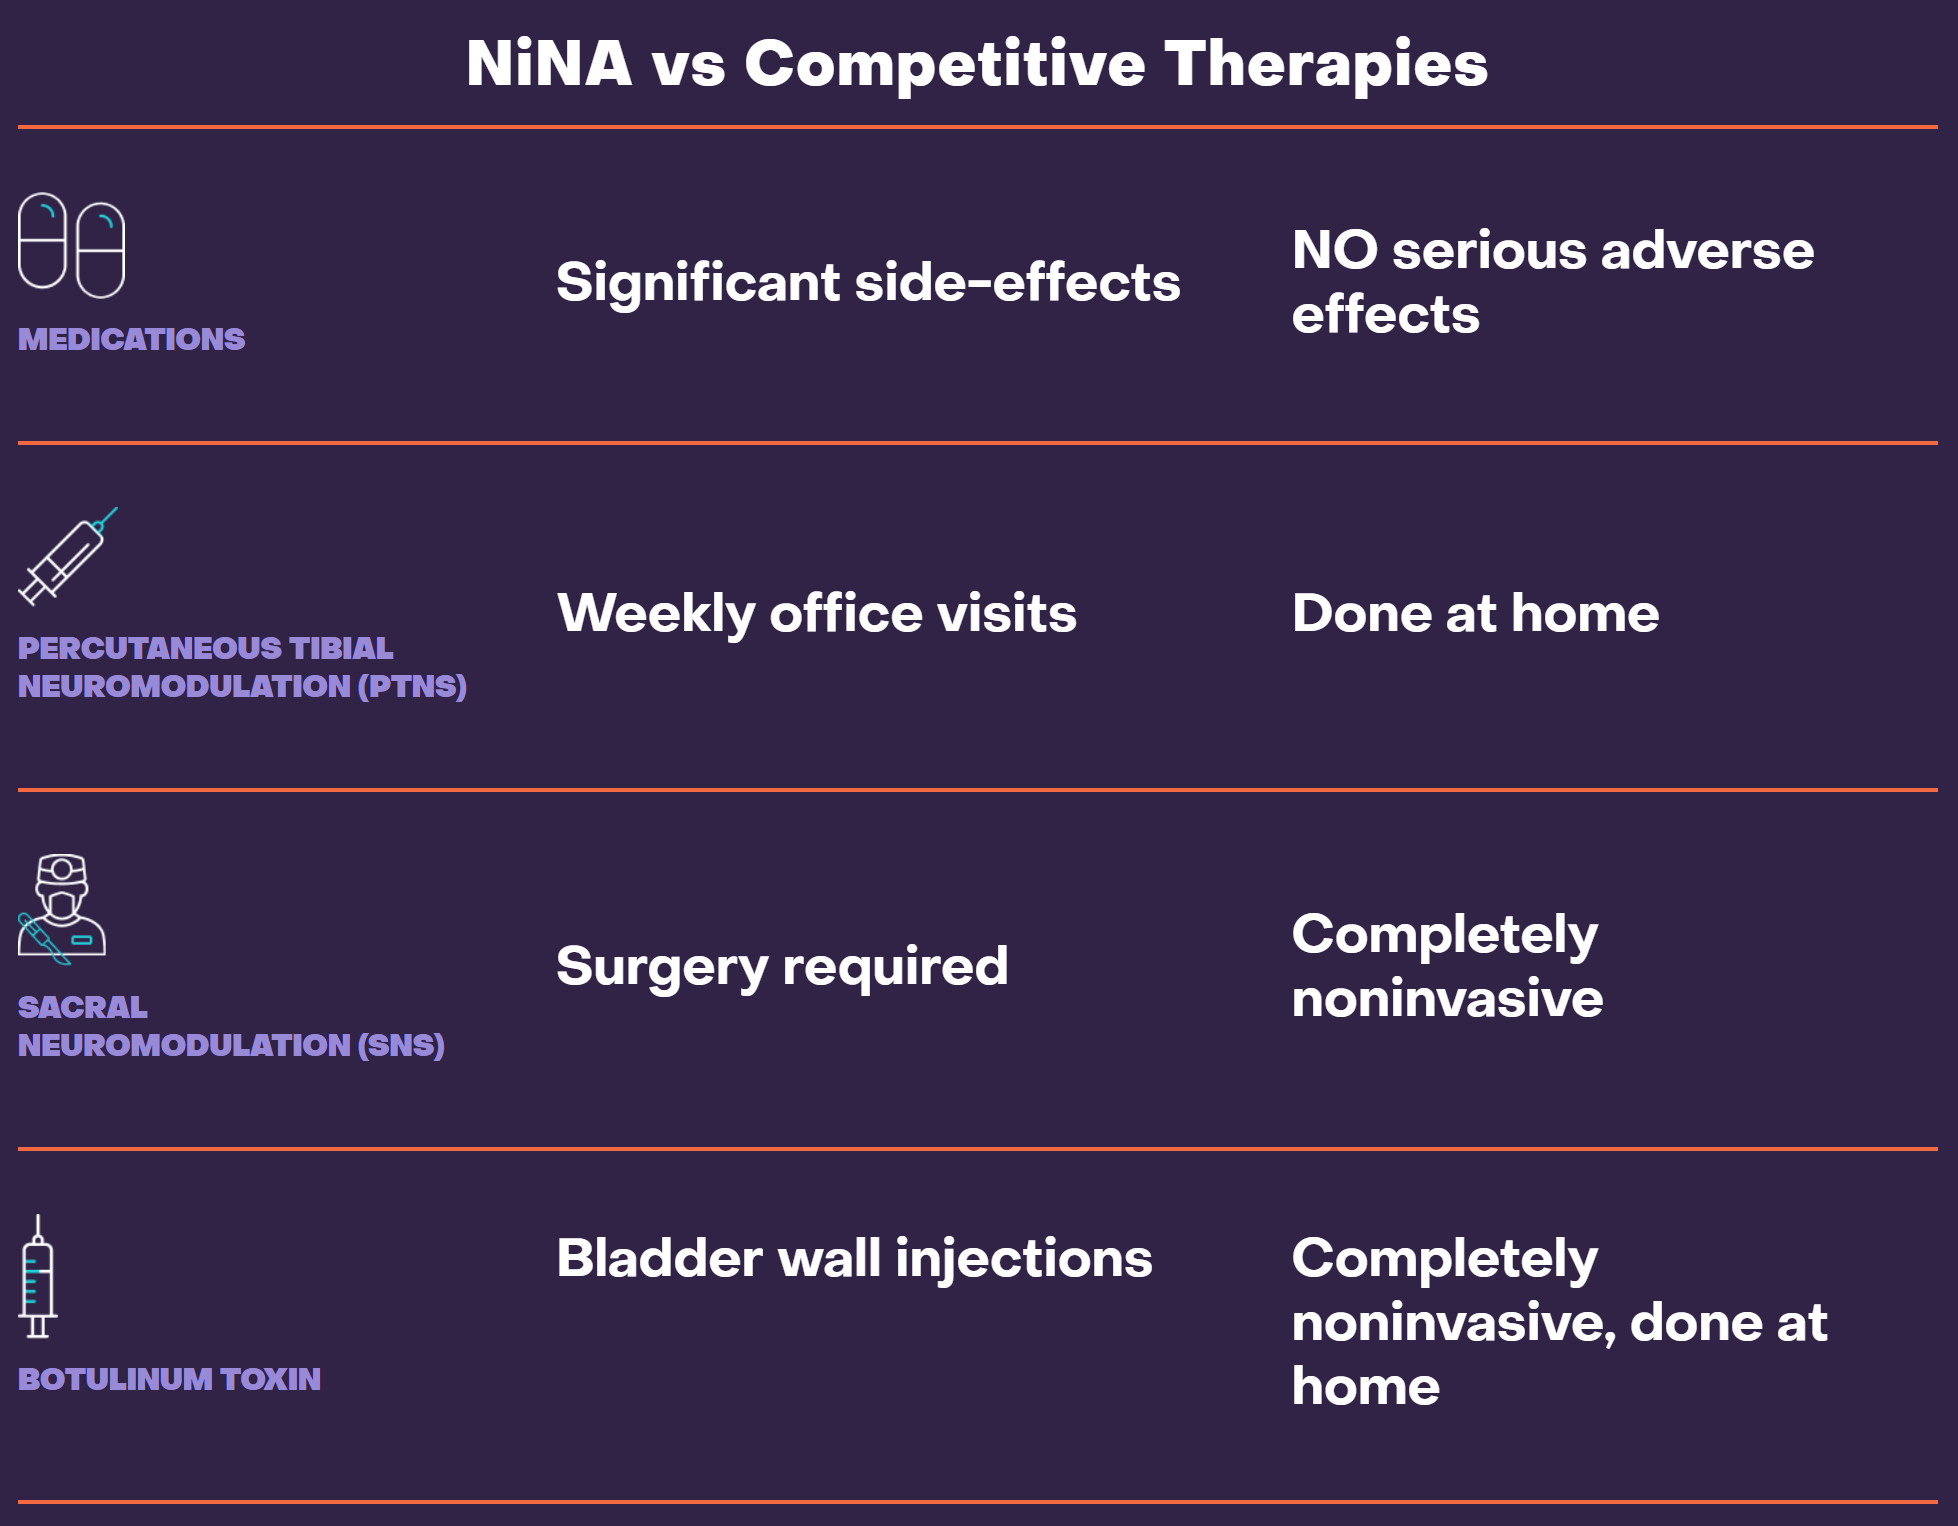 NiNA vs Competitive Therapies
MEDICATIONS
Significant side-effects
NO serious adverse
effects
PERCUTANEOUS TIBIAL
NEUROMODULATION (PTNS)
Weekly office visits
Done at home
SACRAL
NEUROMODULATION (SNS)
Surgery required
Completely
noninvasive
BOTULINUM TOXIN
Bladder wall injections
Completely
noninvasive, done at
home